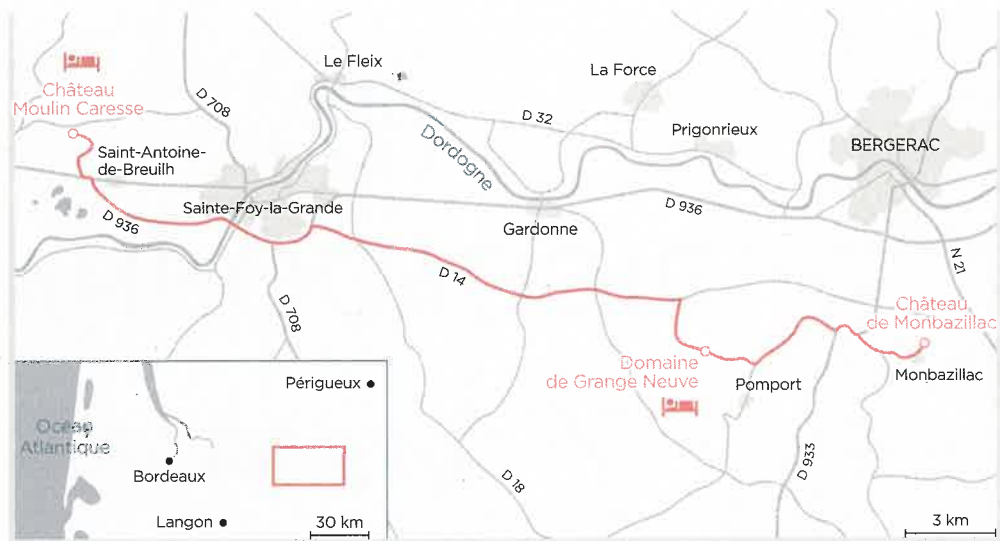 Le Fleix
La Force
Château
Moulin Caresse
D 708
D 32
Prigonrieux
BERGERAC
Dordogne
Saint-Antoine-
de-Breuilh
Sainte-Foy-la-Grande
D 936
D 936
Gardonne
N 21
D 14
D 708
Château
de Monbazillac
Domaine
de Grange Neuve
Pomport
Monbazillac
D 933
D 18
3 km
Périgueux
Océan
Atlantique
Bordeaux
Langon
30 km